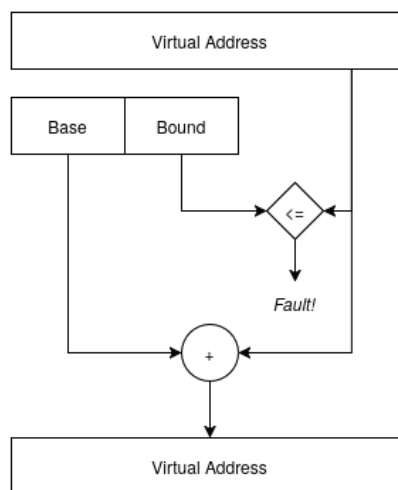 Virtual Address
Base Bound
<=
Fault!
+
Virtual Address